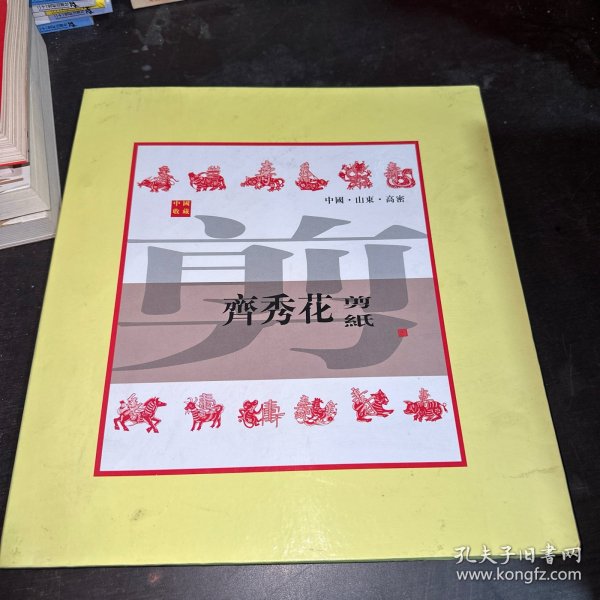 中國
收藏
中國·山東·高密
剪
齊秀花
剪紙
孔夫子旧书网
www.kongfz.com